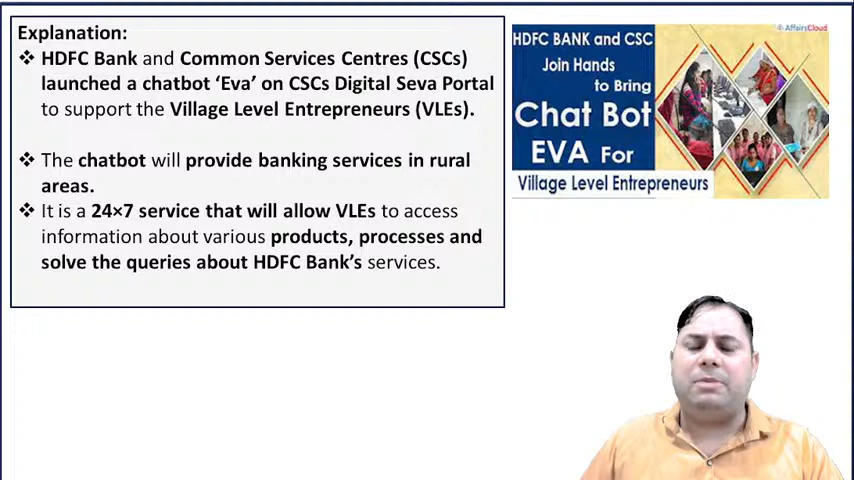 Explanation:
❖ HDFC Bank and Common Services Centres (CSCs)
launched a chatbot ‘Eva’ on CSCs Digital Seva Portal
to support the Village Level Entrepreneurs (VLEs).
❖ The chatbot will provide banking services in rural
areas.
❖ It is a 24×7 service that will allow VLEs to access
information about various products, processes and
solve the queries about HDFC Bank’s services.
AffairsCloud
HDFC BANK and CSC
Join Hands
to Bring
Chat Bot
EVA For
Village Level Entrepreneurs